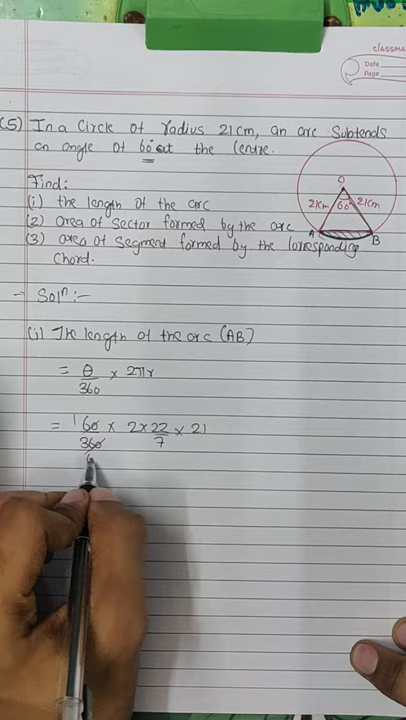 CLASSMA
Date
Page
(5) In a Circle of radius 21cm, an arc Subtends
an angle of 60° at the Centre.
Find:
(i) the length of the arc
(2) area of sector formed by the arc
(3) area of Segment formed by the Corresponding
Chord.
O
21cm 60° 21cm
A B
→ Solⁿ :-
(i) The length of the arc (AB)
= θ/360 × 2πr
= 1 60/360 × 2×22/7 × 21
6